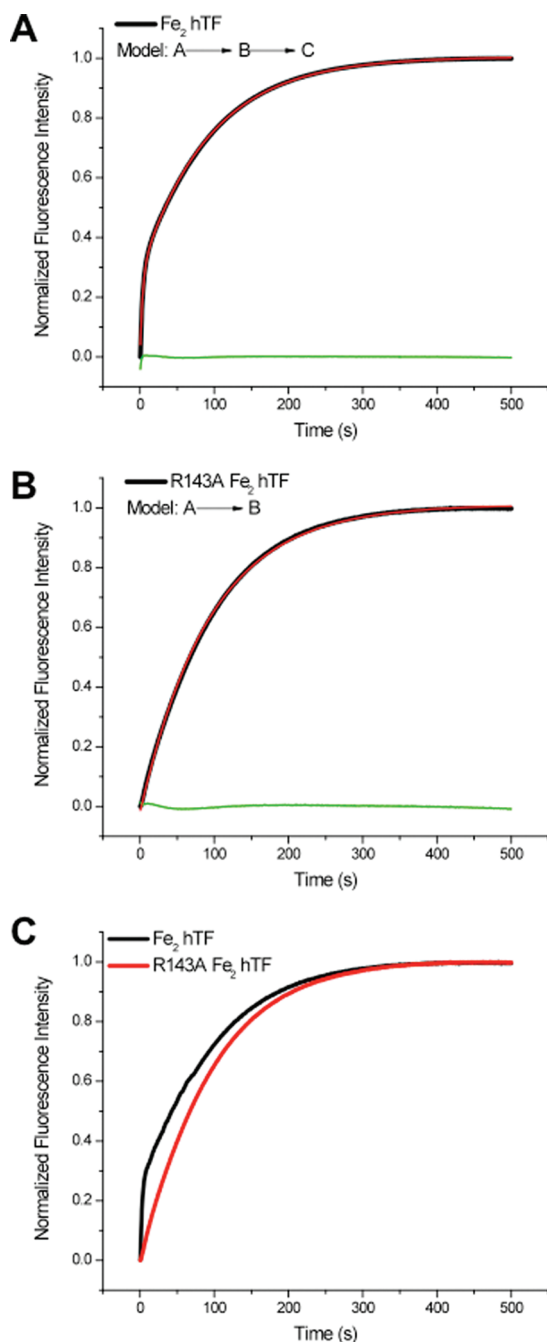 A
Fe₂ hTF
Model: A → B → C
Normalized Fluorescence Intensity
1.0
0.8
0.6
0.4
0.2
0.0
0 100 200 300 400 500
Time (s)
B
R143A Fe₂ hTF
Model: A → B
Normalized Fluorescence Intensity
1.0
0.8
0.6
0.4
0.2
0.0
0 100 200 300 400 500
Time (s)
C
Fe₂ hTF
R143A Fe₂ hTF
Normalized Fluorescence Intensity
1.0
0.8
0.6
0.4
0.2
0.0
0 100 200 300 400 500
Time (s)